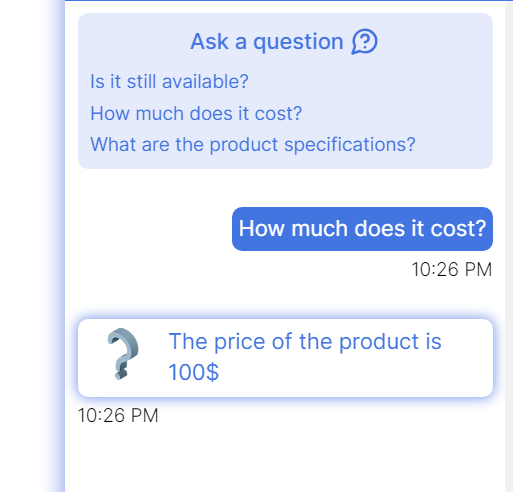 Ask a question
Is it still available?
How much does it cost?
What are the product specifications?
How much does it cost?
10:26 PM
The price of the product is
100$
10:26 PM